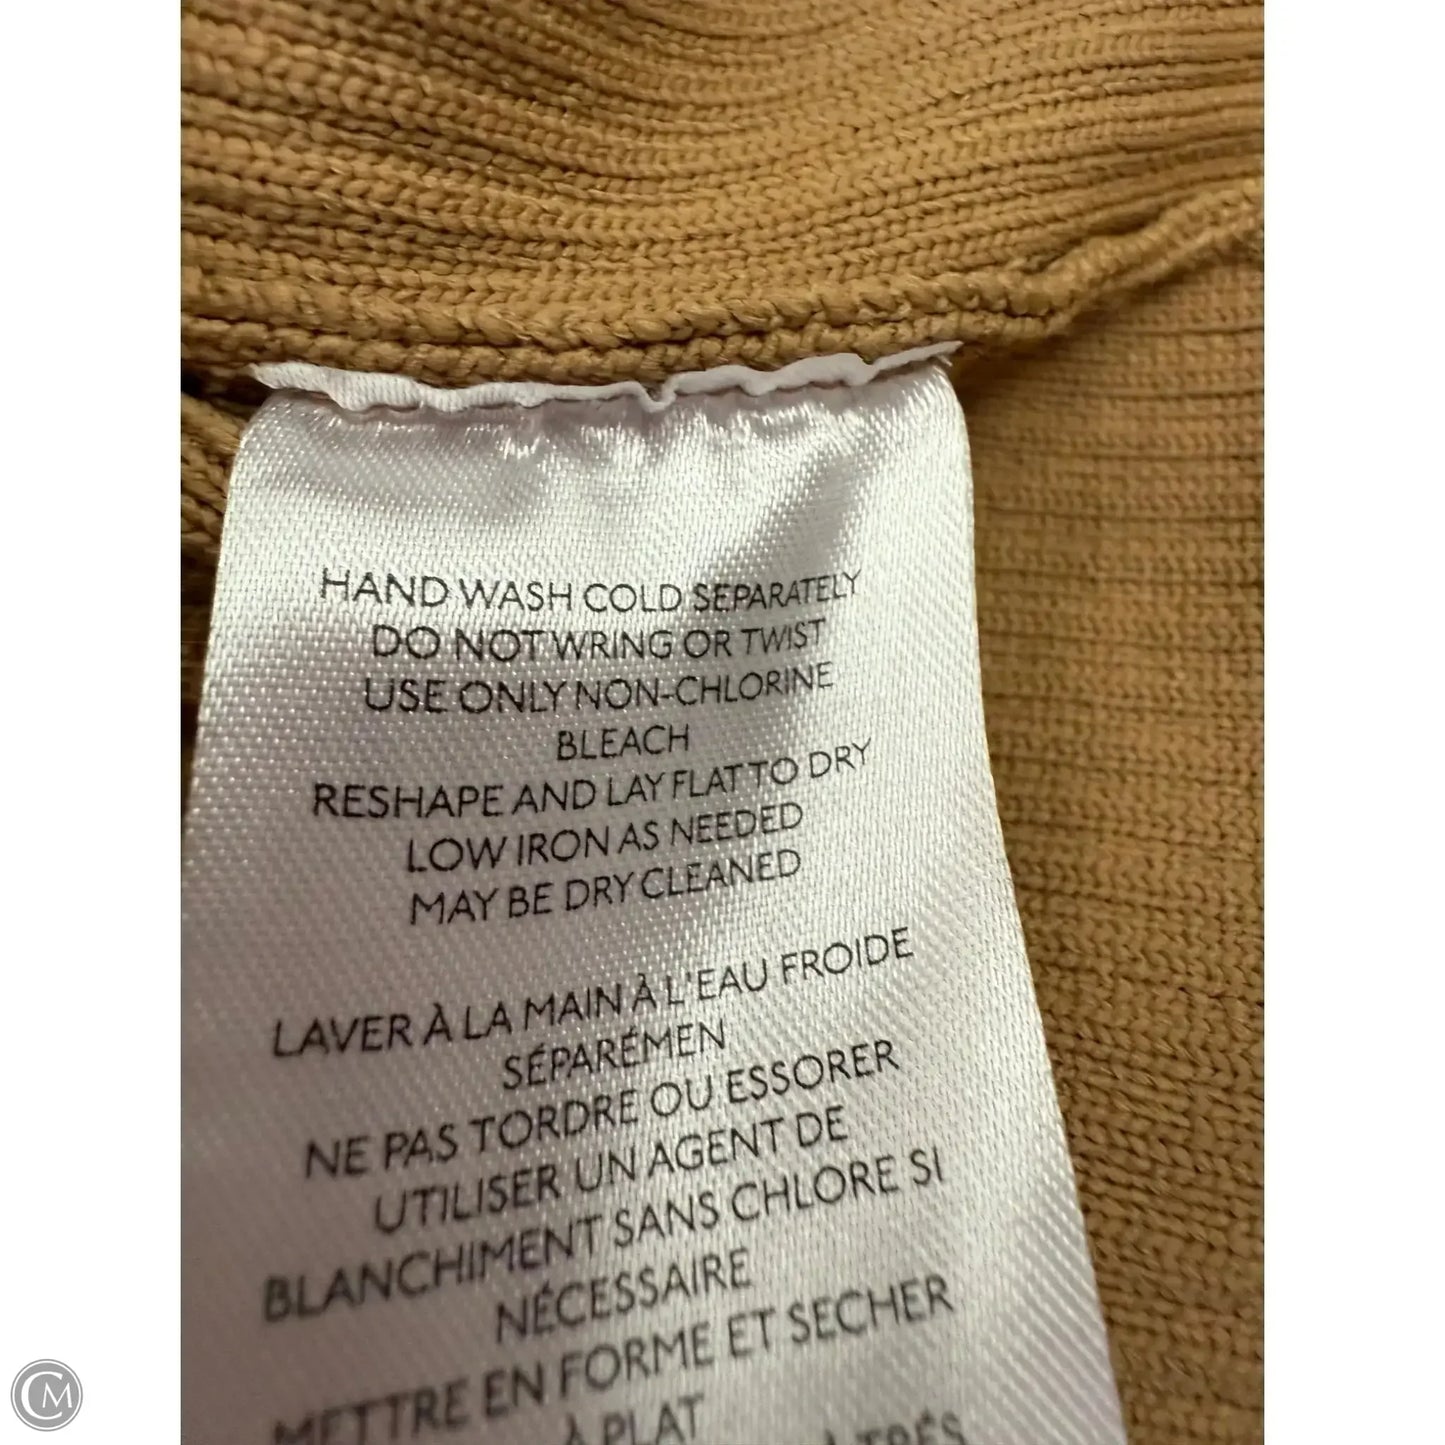 HAND WASH COLD SEPARATELY
DO NOT WRING OR TWIST
USE ONLY NON-CHLORINE
BLEACH
RESHAPE AND LAY FLAT TO DRY
LOW IRON AS NEEDED
MAY BE DRY CLEANED
LAVER À LA MAIN À L'EAU FROIDE
SÉPARÉMEN
NE PAS TORDRE OU ESSORER
UTILISER UN AGENT DE
BLANCHIMENT SANS CHLORE SI
NÉCESSAIRE
METTRE EN FORME ET SECHER
À PLAT
À TRÉS
CM